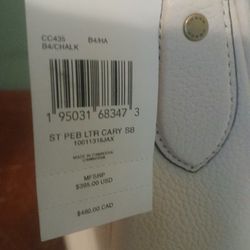 CC435 B4/HA
B4/CHALK
1 95031 68347 3
ST PEB LTR CARY SB
MADE IN CAMBODIA
MFSRP
$395.00 USD
$480.00 CAD